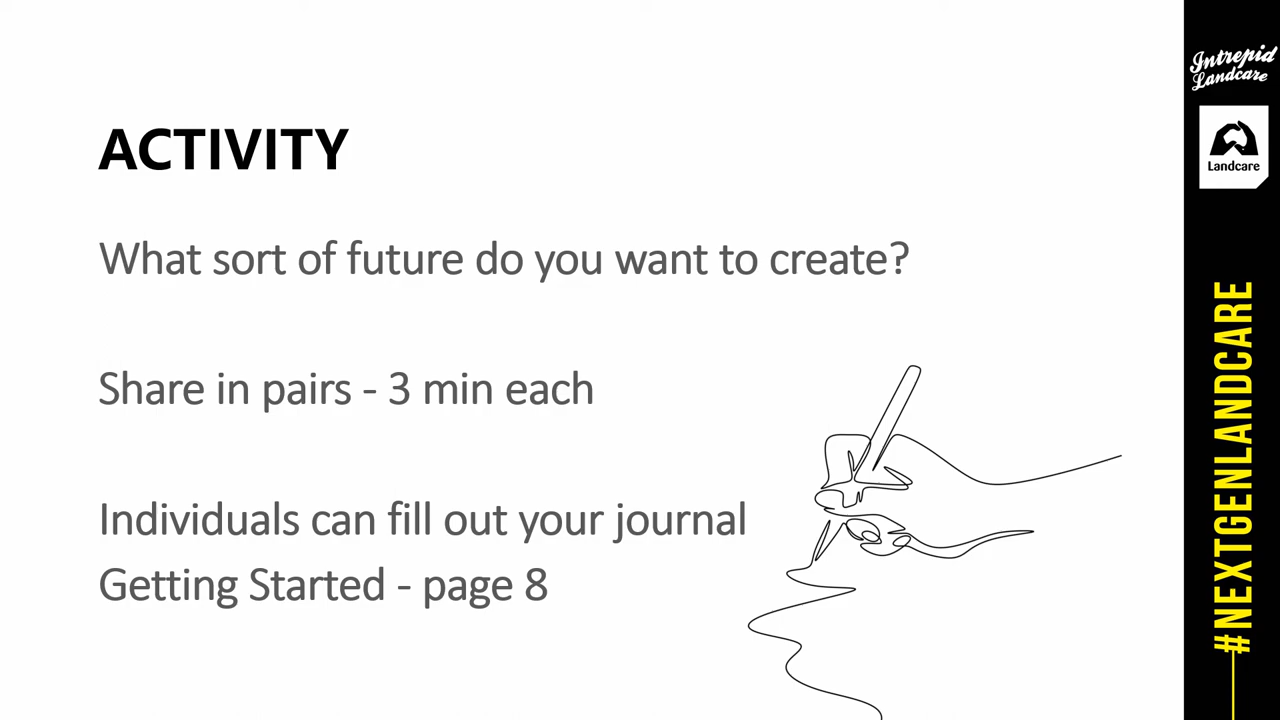 ACTIVITY
What sort of future do you want to create?
Share in pairs - 3 min each
Individuals can fill out your journal
Getting Started - page 8
Intrepid
Landcare
Landcare
#NEXTGENLANDCARE